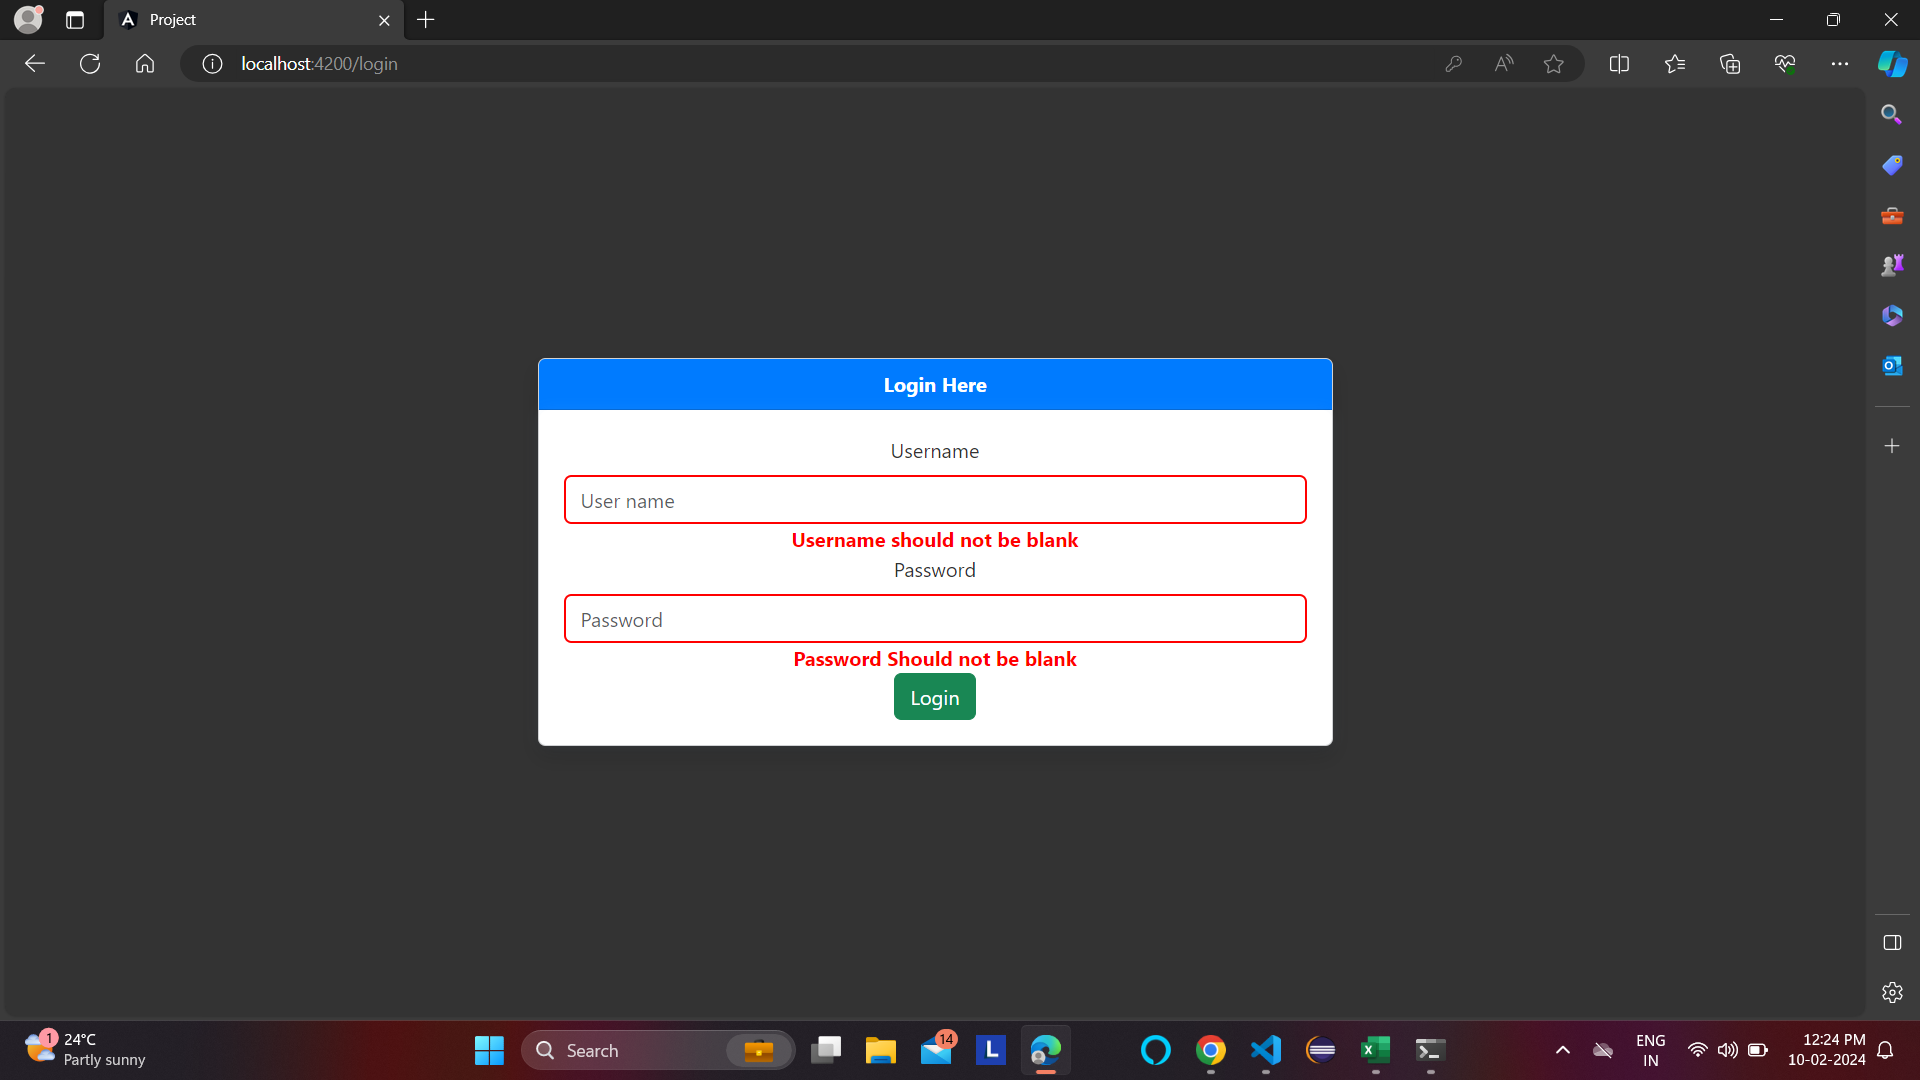 Project
localhost:4200/login
Login Here
Username
User name
Username should not be blank
Password
Password
Password Should not be blank
Login
1
24°C
Partly sunny
Search
14
L
ENG
IN
12:24 PM
10-02-2024